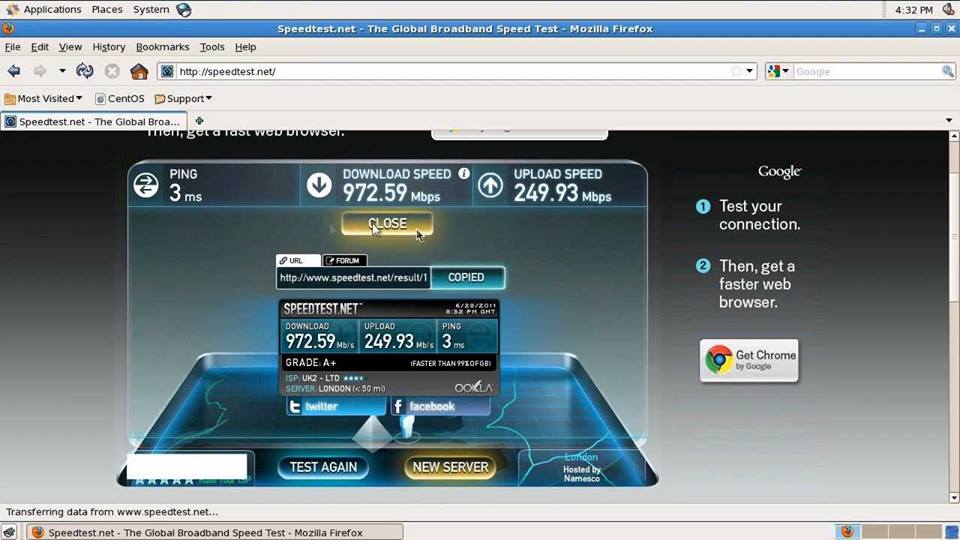 Applications Places System
4:32 PM
Speedtest.net - The Global Broadband Speed Test - Mozilla Firefox
File Edit View History Bookmarks Tools Help
http://speedtest.net/
Google
Most Visited CentOS Support
Speedtest.net - The Global Broa...
Then, get a fast web browser.
PING
3 ms
DOWNLOAD SPEED
972.59 Mbps
UPLOAD SPEED
249.93 Mbps
CLOSE
URL FORUM
http://www.speedtest.net/result/1 COPIED
SPEEDTEST.NET
6/28/2011
8:32 PM GMT
DOWNLOAD
972.59 Mb/s
UPLOAD
249.93 Mb/s
PING
3 ms
GRADE: A+ (FASTER THAN 99% OF GB)
ISP: UK2 - LTD
SERVER: LONDON (< 50 mi)
OOKLA
twitter facebook
Rate Your ISP
TEST AGAIN
NEW SERVER
London
Hosted by
Namesco
Google
1 Test your
connection.
2 Then, get a
faster web
browser.
Get Chrome
by Google
Transferring data from www.speedtest.net...
Speedtest.net - The Global Broadband Speed Test - Mozilla Firefox